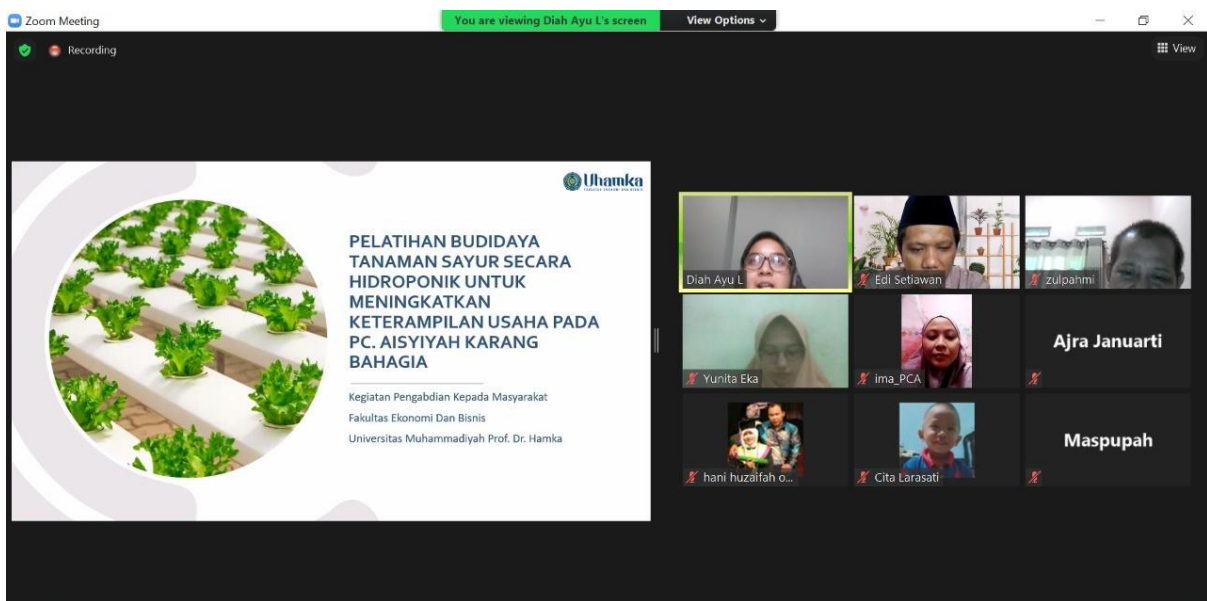 Zoom Meeting
You are viewing Diah Ayu L's screen
View Options
Recording
View
Uhamka
PELATIHAN BUDIDAYA
TANAMAN SAYUR SECARA
HIDROPONIK UNTUK
MENINGKATKAN
KETERAMPILAN USAHA PADA
PC. AISYIYAH KARANG
BAHAGIA
Kegiatan Pengabdian Kepada Masyarakat
Fakultas Ekonomi Dan Bisnis
Universitas Muhammadiyah Prof. Dr. Hamka
Diah Ayu L
Edi Setiawan
zulpahmi
Yunita Eka
ima_PCA
Ajra Januarti
hani huzaifah o...
Cita Larasati
Maspupah